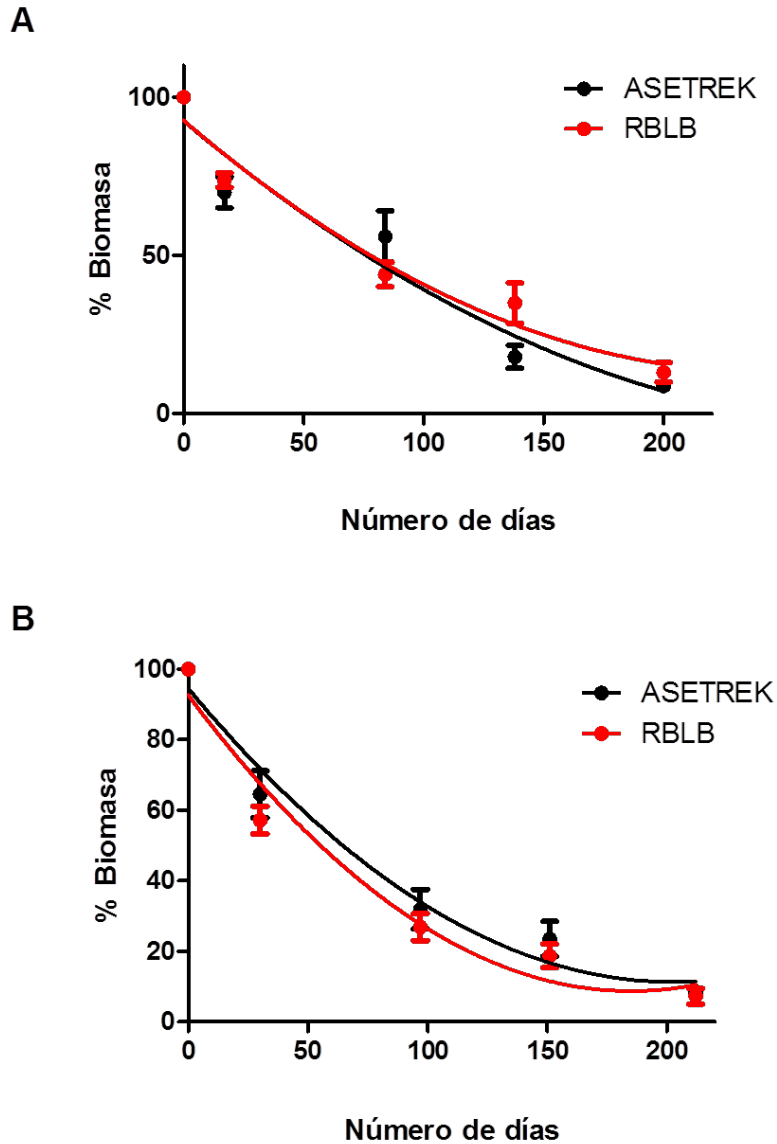 A
100
50
0
% Biomasa
ASETREK
RBLB
0 50 100 150 200
Número de días
B
100
80
60
40
20
0
% Biomasa
ASETREK
RBLB
0 50 100 150 200
Número de días